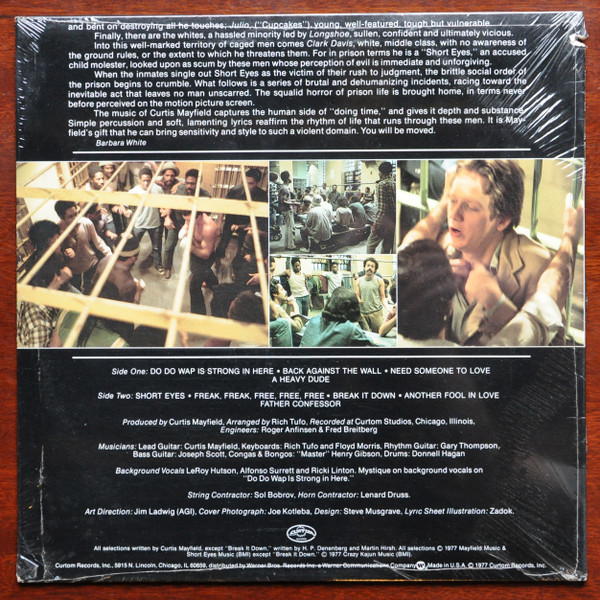 and bent on destroying all he touches; Julio, ("Cupcakes") young, well-featured, tough but vulnerable.
Finally, there are the whites, a hassled minority led by Longshoe, sullen, confident and ultimately vicious.
Into this well-marked territory of caged men comes Clark Davis, white, middle class, with no awareness of
the ground rules, or the extent to which he threatens them. For in prison terms he is a "Short Eyes," an accused
child molester, looked upon as scum by these men whose perception of evil is immediate and unforgiving.
When the inmates single out Short Eyes as the victim of their rush to judgment, the brittle social order of
the prison begins to crumble. What follows is a series of brutal and dehumanizing incidents, racing toward the
inevitable act that leaves no man unscarred. The squalid horror of prison life is brought home, in terms never
before perceived on the motion picture screen.
The music of Curtis Mayfield captures the human side of "doing time," and gives it depth and substance.
Simple percussion and soft, lamenting lyrics reaffirm the rhythm of life that runs through these men. It is May-
field's gift that he can bring sensitivity and style to such a violent domain. You will be moved.
Barbara White
Side One: DO DO WAP IS STRONG IN HERE • BACK AGAINST THE WALL • NEED SOMEONE TO LOVE
A HEAVY DUDE
Side Two: SHORT EYES • FREAK, FREAK, FREE, FREE, FREE • BREAK IT DOWN • ANOTHER FOOL IN LOVE
FATHER CONFESSOR
Produced by Curtis Mayfield, Arranged by Rich Tufo, Recorded at Curtom Studios, Chicago, Illinois,
Engineers: Roger Anfinsen & Fred Breitberg
Musicians: Lead Guitar: Curtis Mayfield, Keyboards: Rich Tufo and Floyd Morris, Rhythm Guitar: Gary Thompson,
Bass Guitar: Joseph Scott, Congas & Bongos: "Master" Henry Gibson, Drums: Donnell Hagan
Background Vocals LeRoy Hutson, Alfonso Surrett and Ricki Linton. Mystique on background vocals on
"Do Do Wap Is Strong in Here."
String Contractor: Sol Bobrov, Horn Contractor: Lenard Druss.
Art Direction: Jim Ladwig (AGI), Cover Photograph: Joe Kotleba, Design: Steve Musgrave, Lyric Sheet Illustration: Zadok.
CURTOM
All selections written by Curtis Mayfield, except "Break It Down," written by H. P. Denenberg and Martin Hirsh. All selections © 1977 Mayfield Music &
Short Eyes Music (BMI) except "Break It Down." © 1977 Crazy Kajun Music (BMI).
Curtom Records, Inc., 5915 N. Lincoln, Chicago, IL 60659, distributed by Warner Bros. Records Inc. a Warner Communications Company W Made in U.S.A. ℗ 1977 Curtom Records, Inc.